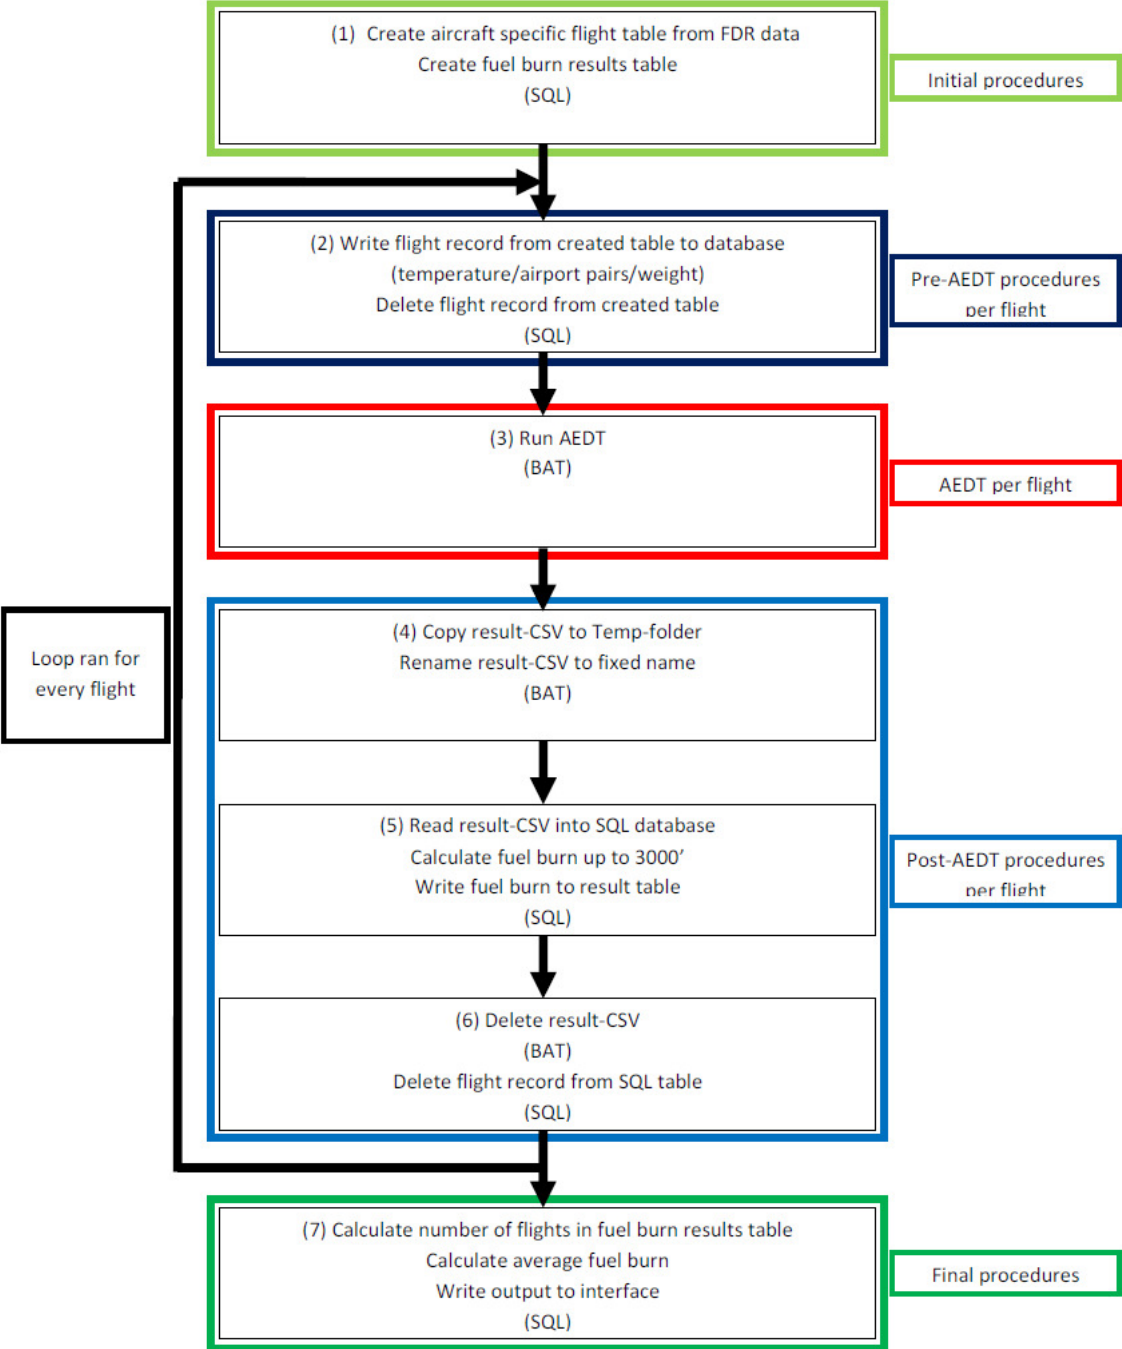 (1) Create aircraft specific flight table from FDR data
Create fuel burn results table
(SQL)
Initial procedures
(2) Write flight record from created table to database
(temperature/airport pairs/weight)
Delete flight record from created table
(SQL)
Pre-AEDT procedures
per flight
(3) Run AEDT
(BAT)
AEDT per flight
(4) Copy result-CSV to Temp-folder
Rename result-CSV to fixed name
(BAT)
Loop ran for
every flight
(5) Read result-CSV into SQL database
Calculate fuel burn up to 3000’
Write fuel burn to result table
(SQL)
Post-AEDT procedures
per flight
(6) Delete result-CSV
(BAT)
Delete flight record from SQL table
(SQL)
(7) Calculate number of flights in fuel burn results table
Calculate average fuel burn
Write output to interface
(SQL)
Final procedures